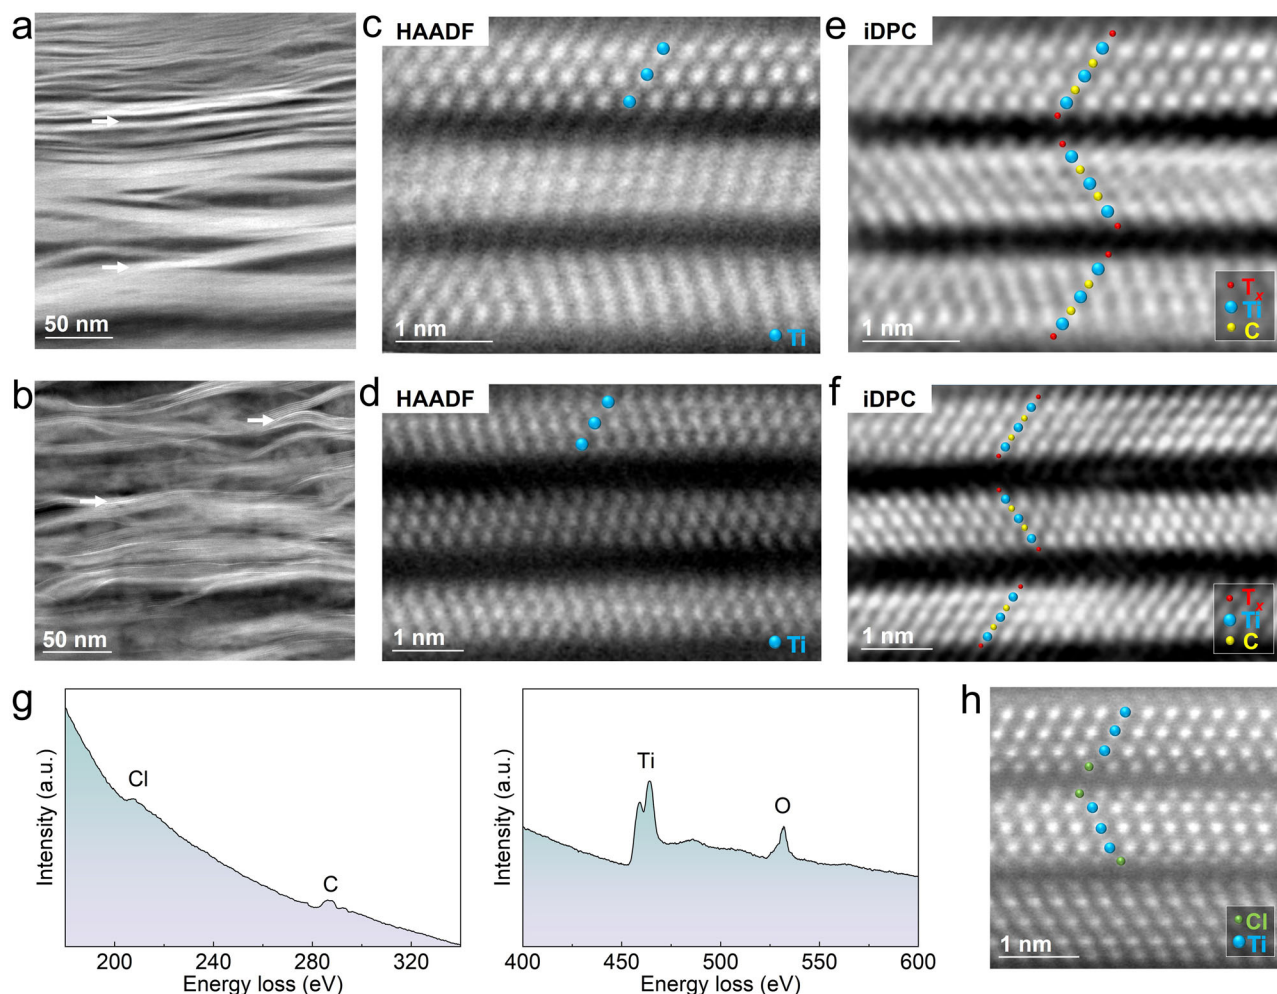 a
50 nm
c
HAADF
1 nm
Ti
e
iDPC
Tx
Ti
C
1 nm
b
50 nm
d
HAADF
1 nm
Ti
f
iDPC
Tx
Ti
C
1 nm
g
Intensity (a.u.)
Cl
C
200 240 280 320
Energy loss (eV)
Intensity (a.u.)
Ti
O
400 450 500 550 600
Energy loss (eV)
h
Cl
Ti
1 nm